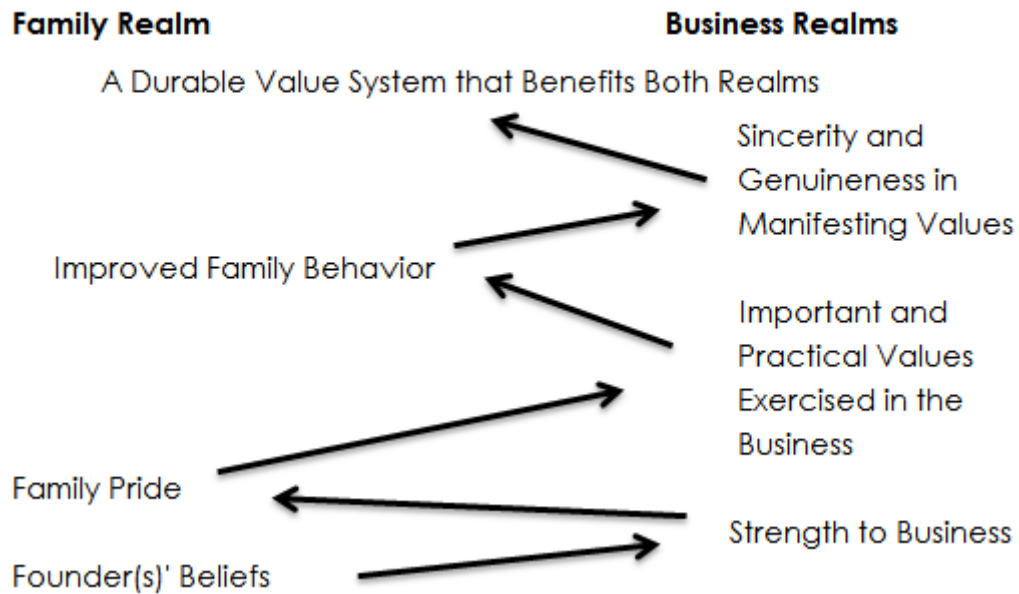 Family Realm
Business Realms
A Durable Value System that Benefits Both Realms
Sincerity and
Genuineness in
Manifesting Values
Improved Family Behavior
Important and
Practical Values
Exercised in the
Business
Family Pride
Strength to Business
Founder(s)' Beliefs